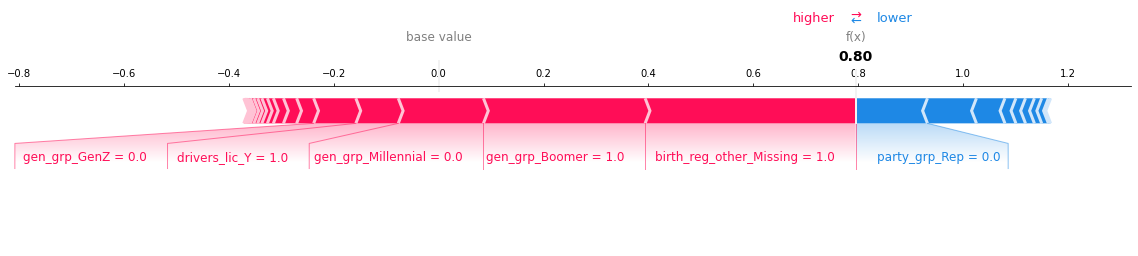 higher ⇄ lower
base value f(x)
0.80
−0.8 −0.6 −0.4 −0.2 0.0 0.2 0.4 0.6 0.8 1.0 1.2
gen_grp_GenZ = 0.0 drivers_lic_Y = 1.0 gen_grp_Millennial = 0.0 gen_grp_Boomer = 1.0 birth_reg_other_Missing = 1.0 party_grp_Rep = 0.0